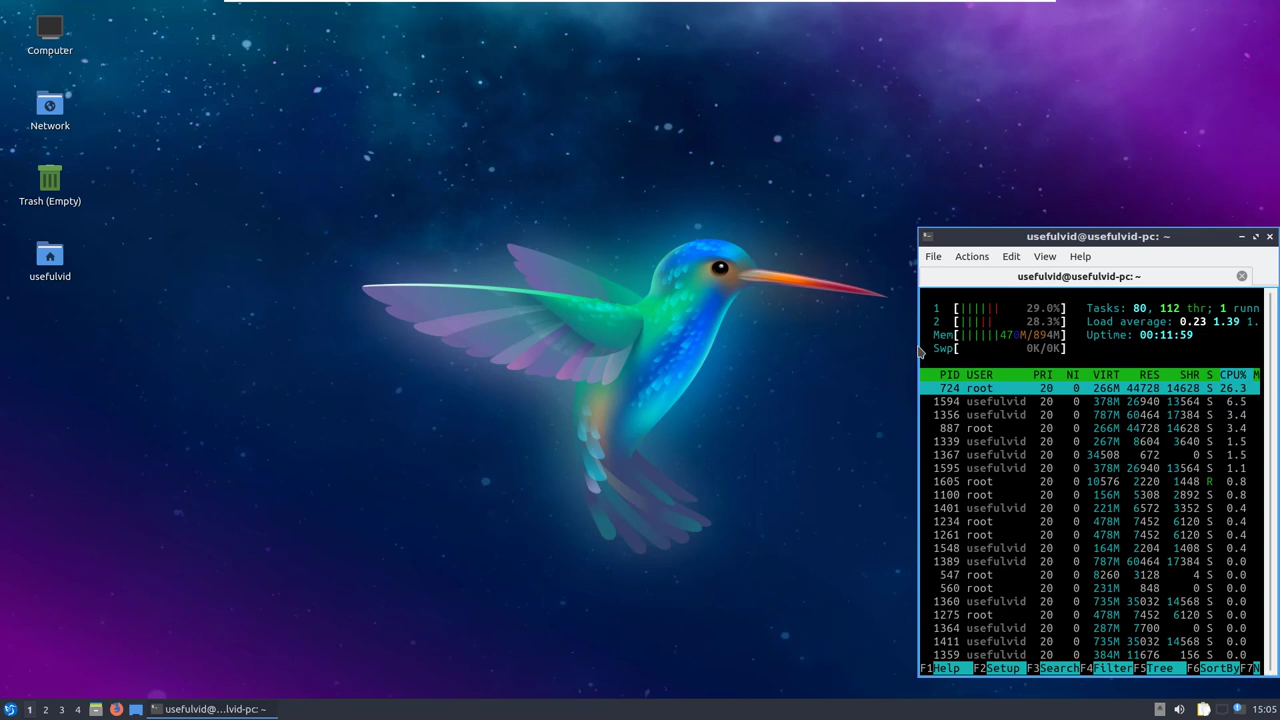 Computer
Network
Trash (Empty)
usefulvid
usefulvid@usefulvid-pc: ~
File Actions Edit View Help
usefulvid@usefulvid-pc: ~
1 [|||||| 29.0%] Tasks: 80, 112 thr; 1 runn
2 [||||| 28.3%] Load average: 0.23 1.39 1.
Mem[||||||470M/894M] Uptime: 00:11:59
Swp[ 0K/0K]
PID USER PRI NI VIRT RES SHR S CPU% M
724 root 20 0 266M 44728 14628 S 26.3
1594 usefulvid 20 0 378M 26940 13564 S 6.5
1356 usefulvid 20 0 787M 60464 17384 S 3.4
887 root 20 0 266M 44728 14628 S 3.4
1339 usefulvid 20 0 267M 8604 3640 S 1.5
1367 usefulvid 20 0 34508 672 0 S 1.5
1595 usefulvid 20 0 378M 26940 13564 S 1.1
1605 root 20 0 10576 2220 1448 R 0.8
1100 root 20 0 156M 5308 2892 S 0.8
1401 usefulvid 20 0 221M 6572 3352 S 0.4
1234 root 20 0 478M 7452 6120 S 0.4
1261 root 20 0 478M 7452 6120 S 0.4
1548 usefulvid 20 0 164M 2204 1408 S 0.4
1389 usefulvid 20 0 787M 60464 17384 S 0.0
547 root 20 0 8260 3128 4 S 0.0
560 root 20 0 231M 848 0 S 0.0
1360 usefulvid 20 0 735M 35032 14568 S 0.0
1275 root 20 0 478M 7452 6120 S 0.0
1364 usefulvid 20 0 287M 7700 0 S 0.0
1411 usefulvid 20 0 735M 35032 14568 S 0.0
1359 usefulvid 20 0 384M 11676 156 S 0.0
F1Help F2Setup F3SearchF4FilterF5Tree F6SortByF7N
1 2 3 4 usefulvid@...lvid-pc: ~ 15:05